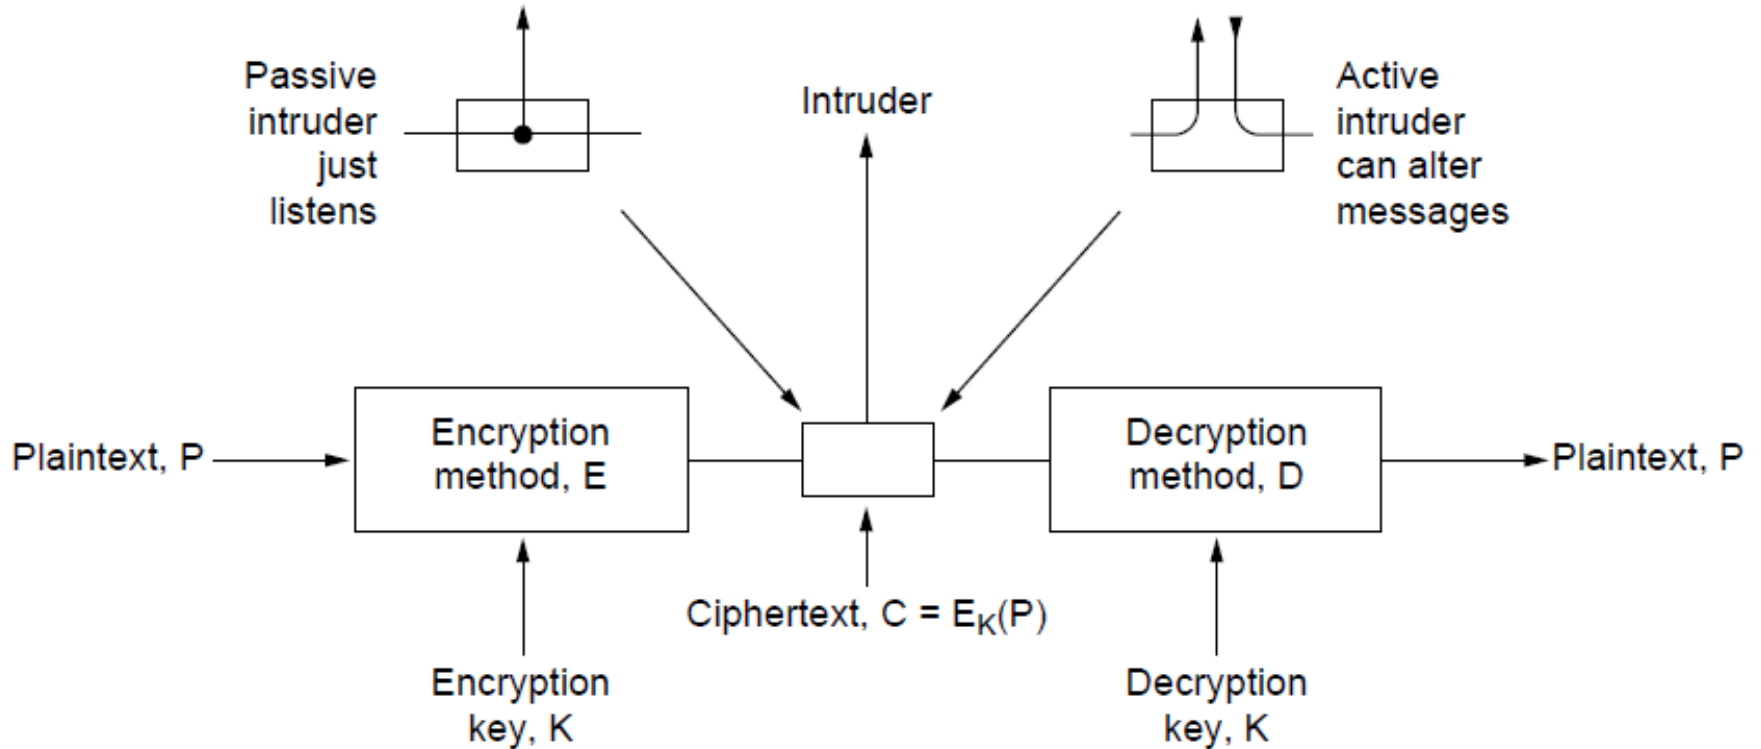 Passive
intruder
just
listens
Intruder
Active
intruder
can alter
messages
Plaintext, P
Encryption
method, E
Decryption
method, D
Plaintext, P
Ciphertext, C = E_K(P)
Encryption
key, K
Decryption
key, K